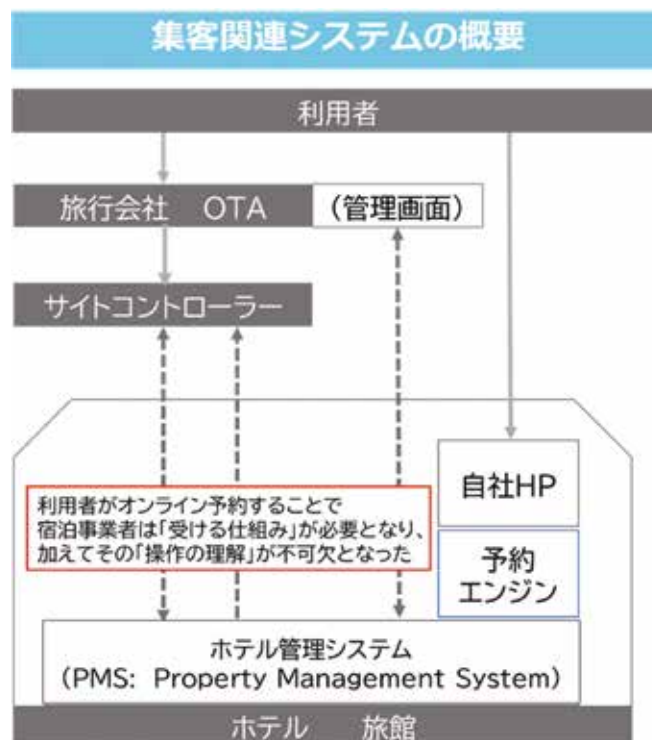 集客関連システムの概要
利用者
旅行会社 OTA (管理画面)
サイトコントローラー
自社HP
利用者がオンライン予約することで
宿泊事業者は「受ける仕組み」が必要となり、
加えてその「操作の理解」が不可欠となった
予約
エンジン
ホテル管理システム
(PMS: Property Management System)
ホテル 旅館